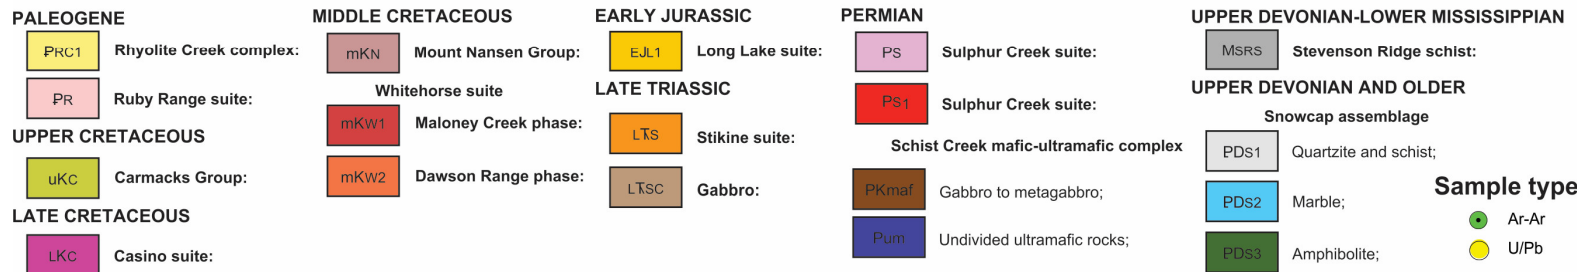 PALEOGENE
PRC1 Rhyolite Creek complex:
PR Ruby Range suite:
UPPER CRETACEOUS
uKC Carmacks Group:
LATE CRETACEOUS
LKC Casino suite:
MIDDLE CRETACEOUS
mKN Mount Nansen Group:
Whitehorse suite
mKW1 Maloney Creek phase:
mKW2 Dawson Range phase:
EARLY JURASSIC
EJL1 Long Lake suite:
LATE TRIASSIC
LTS Stikine suite:
LTSC Gabbro:
PERMIAN
PS Sulphur Creek suite:
PS1 Sulphur Creek suite:
Schist Creek mafic-ultramafic complex
PKmaf Gabbro to metagabbro;
Pum Undivided ultramafic rocks;
UPPER DEVONIAN-LOWER MISSISSIPPIAN
MSRS Stevenson Ridge schist:
UPPER DEVONIAN AND OLDER
Snowcap assemblage
PDS1 Quartzite and schist;
PDS2 Marble;
PDS3 Amphibolite;
Sample type
Ar-Ar
U/Pb